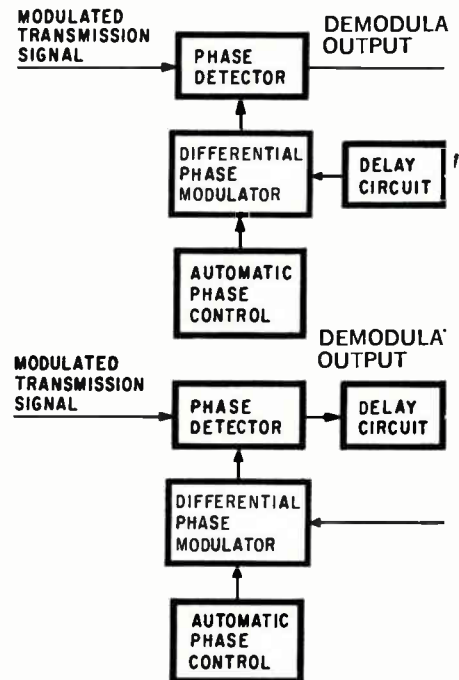 MODULATED
TRANSMISSION
SIGNAL
DEMODULA
OUTPUT
PHASE
DETECTOR
DIFFERENTIAL
PHASE
MODULATOR
DELAY
CIRCUIT
AUTOMATIC
PHASE
CONTROL
MODULATED
TRANSMISSION
SIGNAL
DEMODULAT
OUTPUT
PHASE
DETECTOR
DELAY
CIRCUIT
DIFFERENTIAL
PHASE
MODULATOR
AUTOMATIC
PHASE
CONTROL